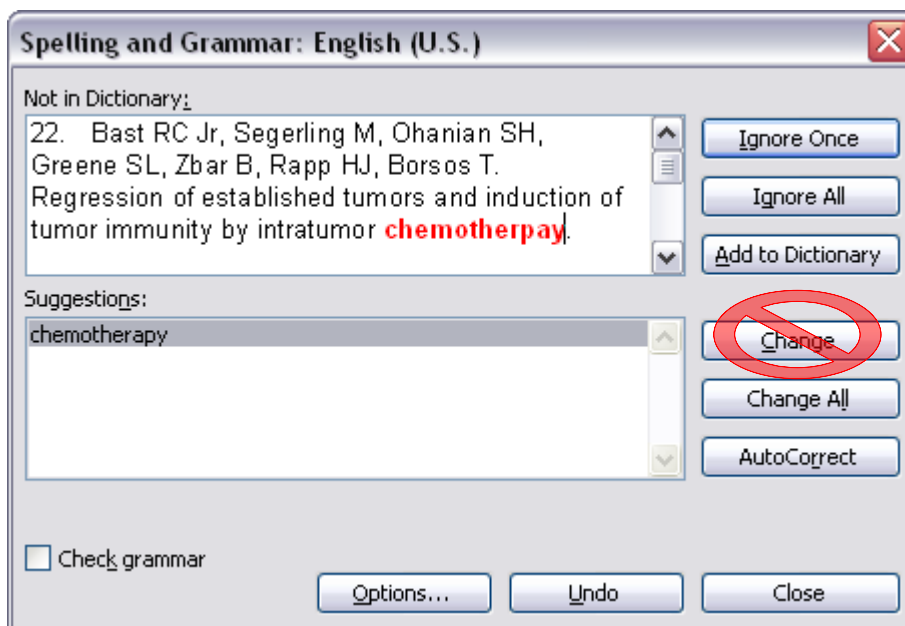 Spelling and Grammar: English (U.S.)
Not in Dictionary:
22. Bast RC Jr, Segerling M, Ohanian SH,
Greene SL, Zbar B, Rapp HJ, Borsos T.
Regression of established tumors and induction of
tumor immunity by intratumor chemotherpay.
Ignore Once
Ignore All
Add to Dictionary
Suggestions:
chemotherapy
Change
Change All
AutoCorrect
Check grammar
Options...
Undo
Close